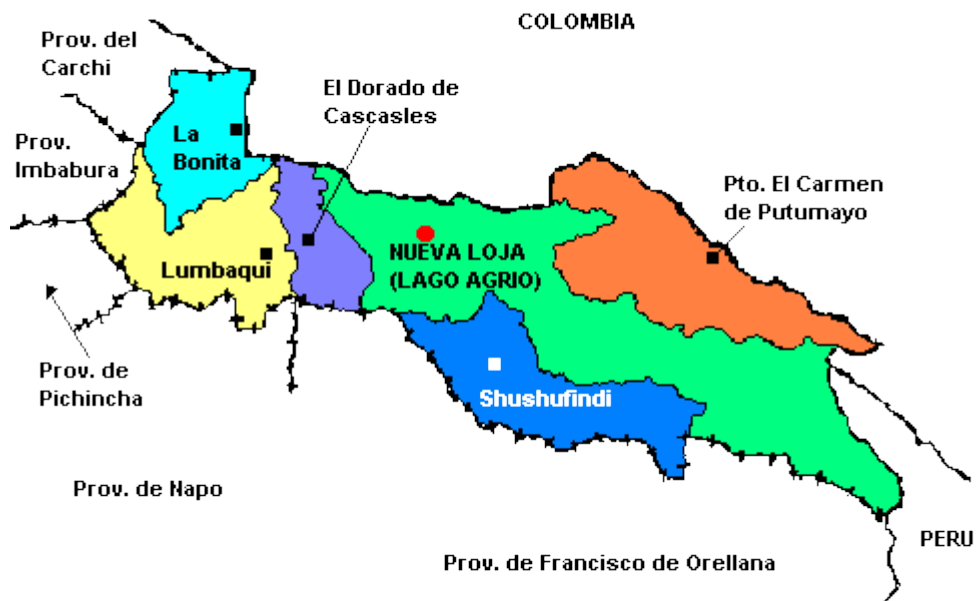 COLOMBIA
Prov. del
Carchi
El Dorado de
Cascasles
Prov.
Imbabura
La
Bonita
Pto. El Carmen
de Putumayo
NUEVA LOJA
(LAGO AGRIO)
Lumbaqui
Prov. de
Pichincha
Shushufindi
Prov. de Napo
PERU
Prov. de Francisco de Orellana